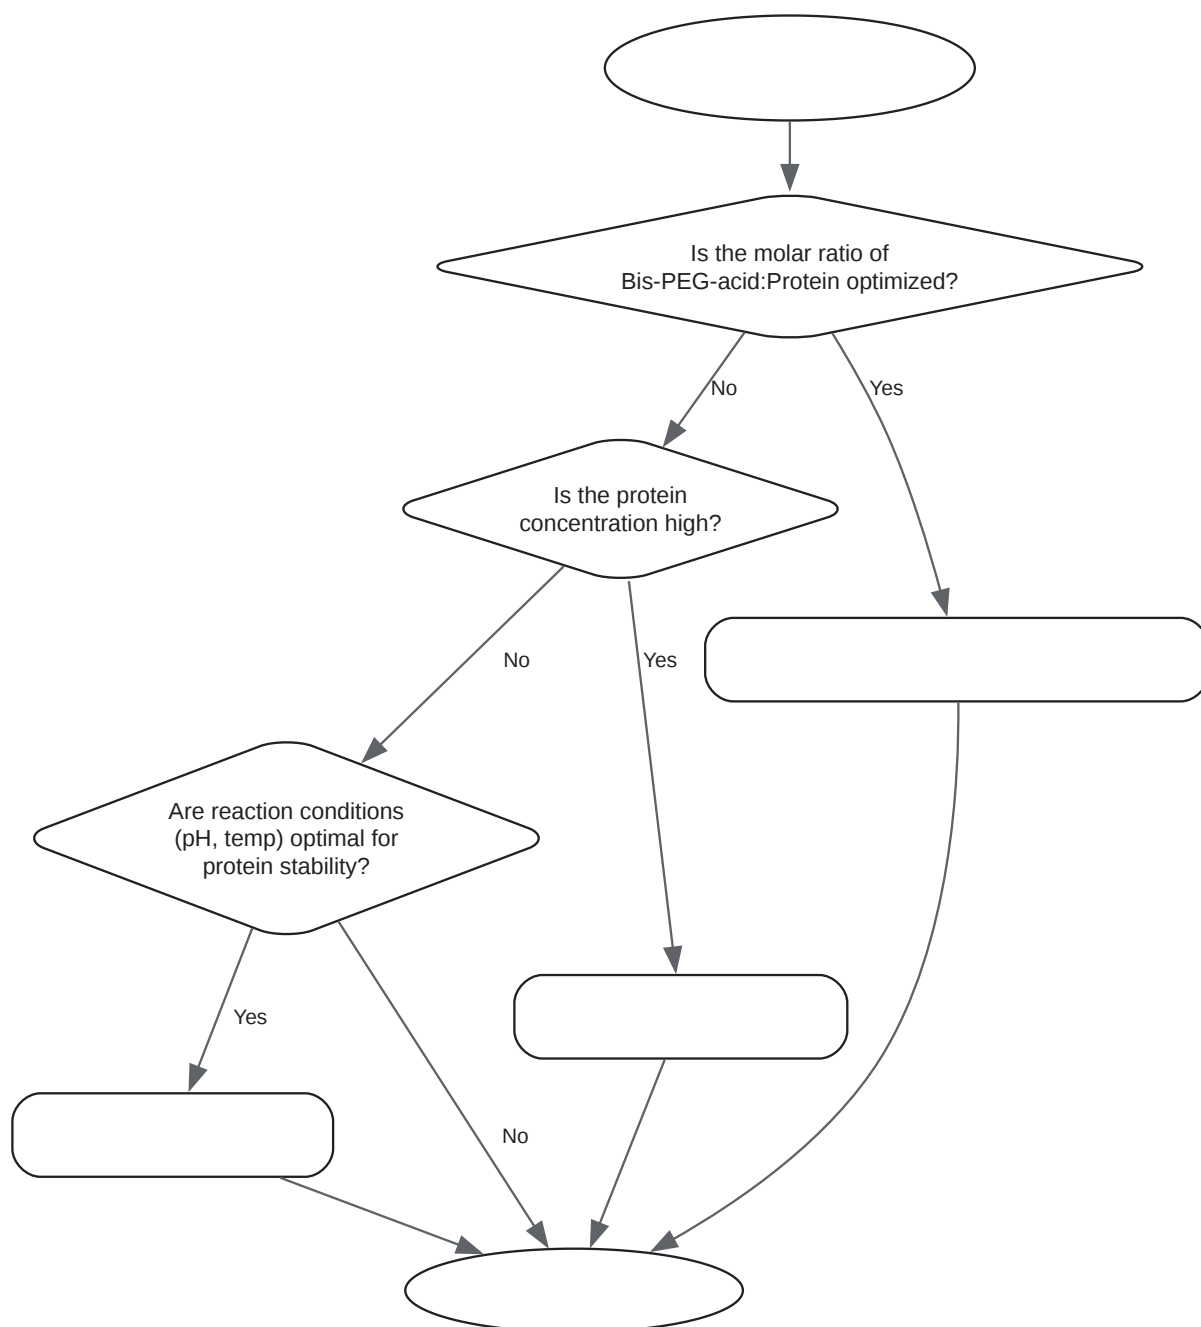 Is the molar ratio of
Bis-PEG-acid:Protein optimized?
No
Yes
Is the protein
concentration high?
No
Yes
Are reaction conditions
(pH, temp) optimal for
protein stability?
Yes
No